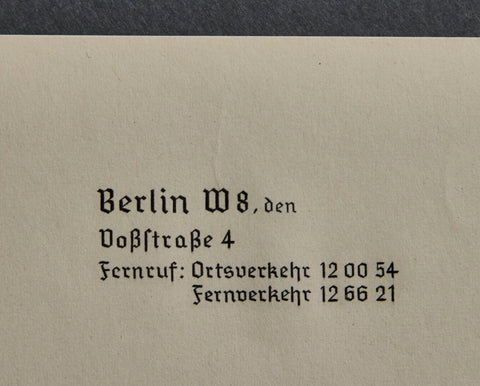 Berlin W 8, den
Voßſtraße 4
Fernruf: Ortsverkehr 12 00 54
Fernverkehr 12 66 21